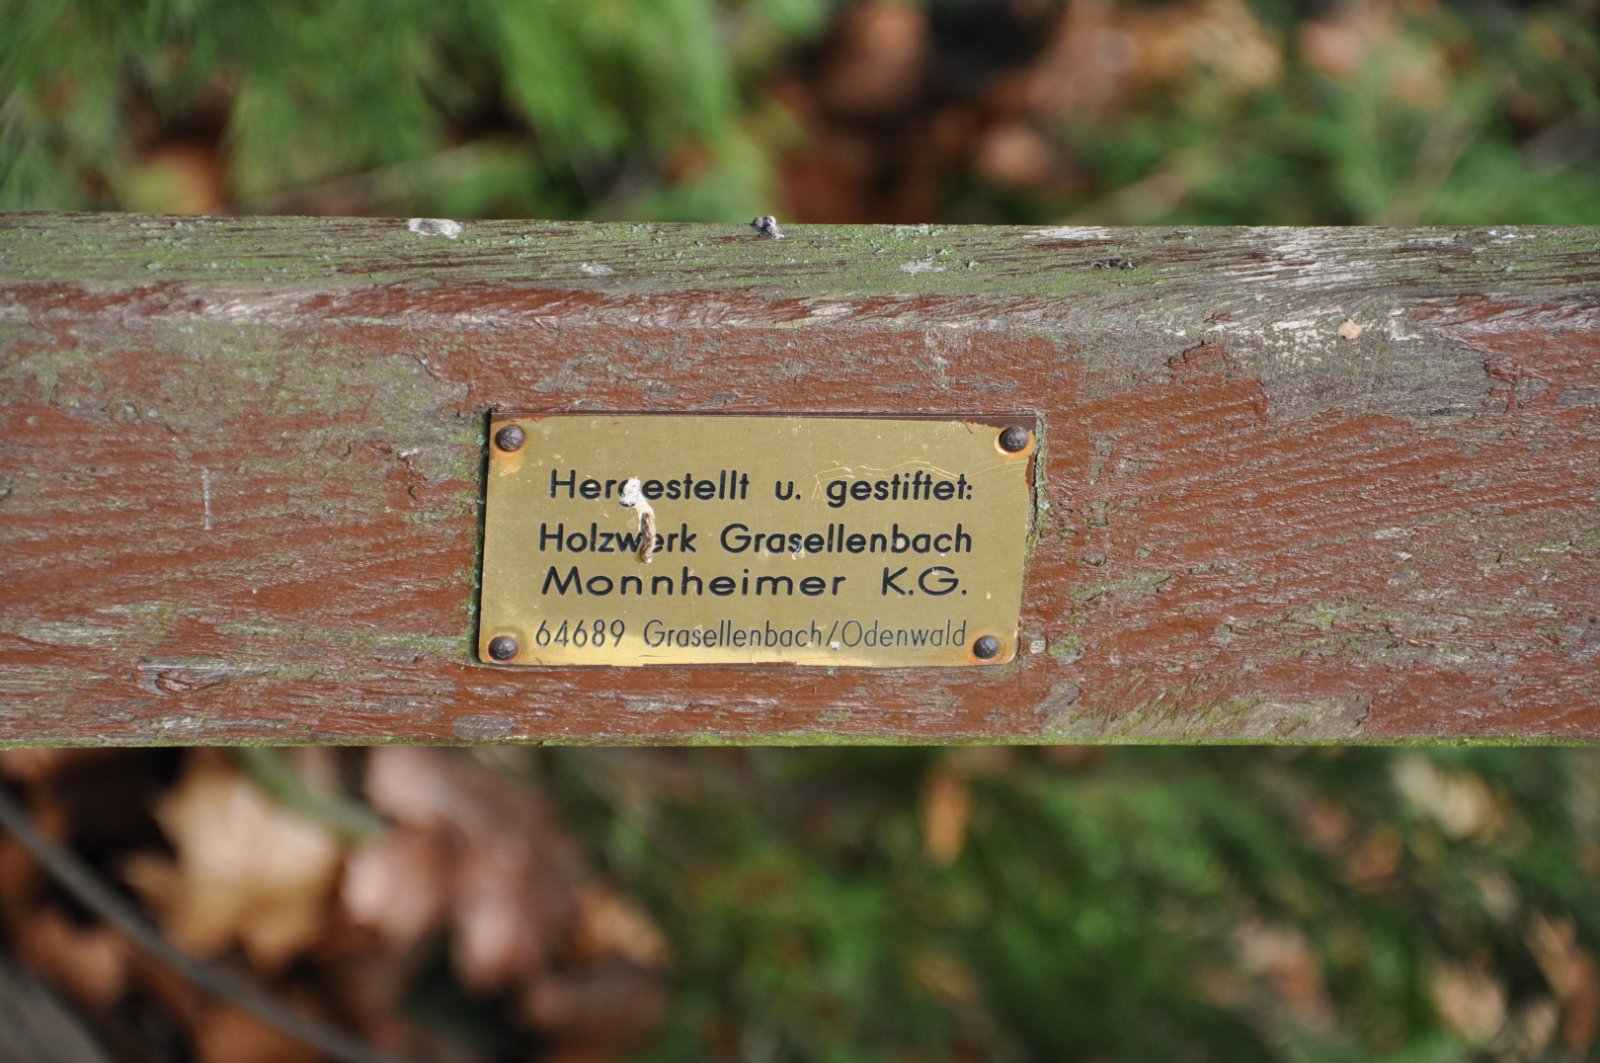 Hergestellt u. gestiftet:
Holzwerk Grasellenbach
Monnheimer K.G.
64689 Grasellenbach/Odenwald